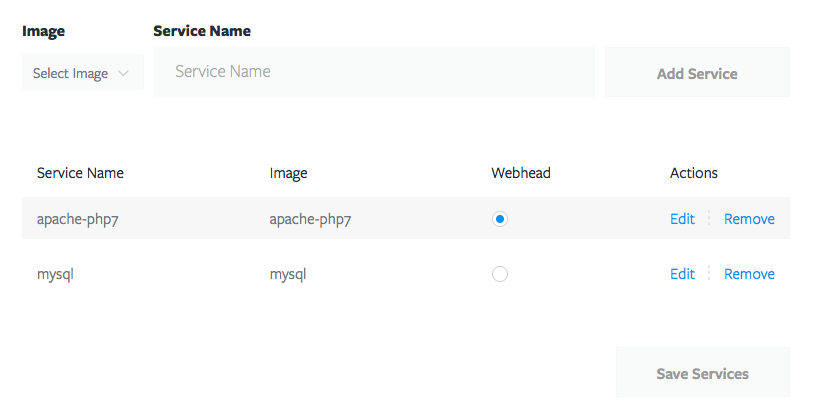 Image Service Name
Select Image Service Name Add Service
Service Name Image Webhead Actions
apache-php7 apache-php7 Edit Remove
mysql mysql Edit Remove
Save Services